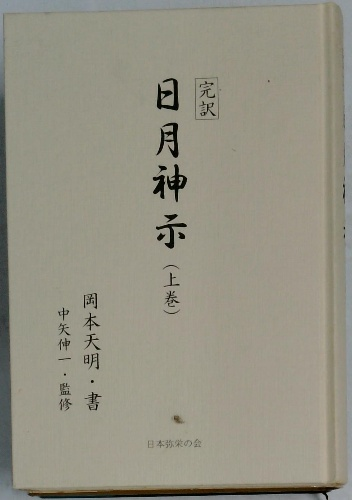 完訳
日月神示
（上巻）
岡本天明・書
中矢伸一・監修
日本弥栄の会